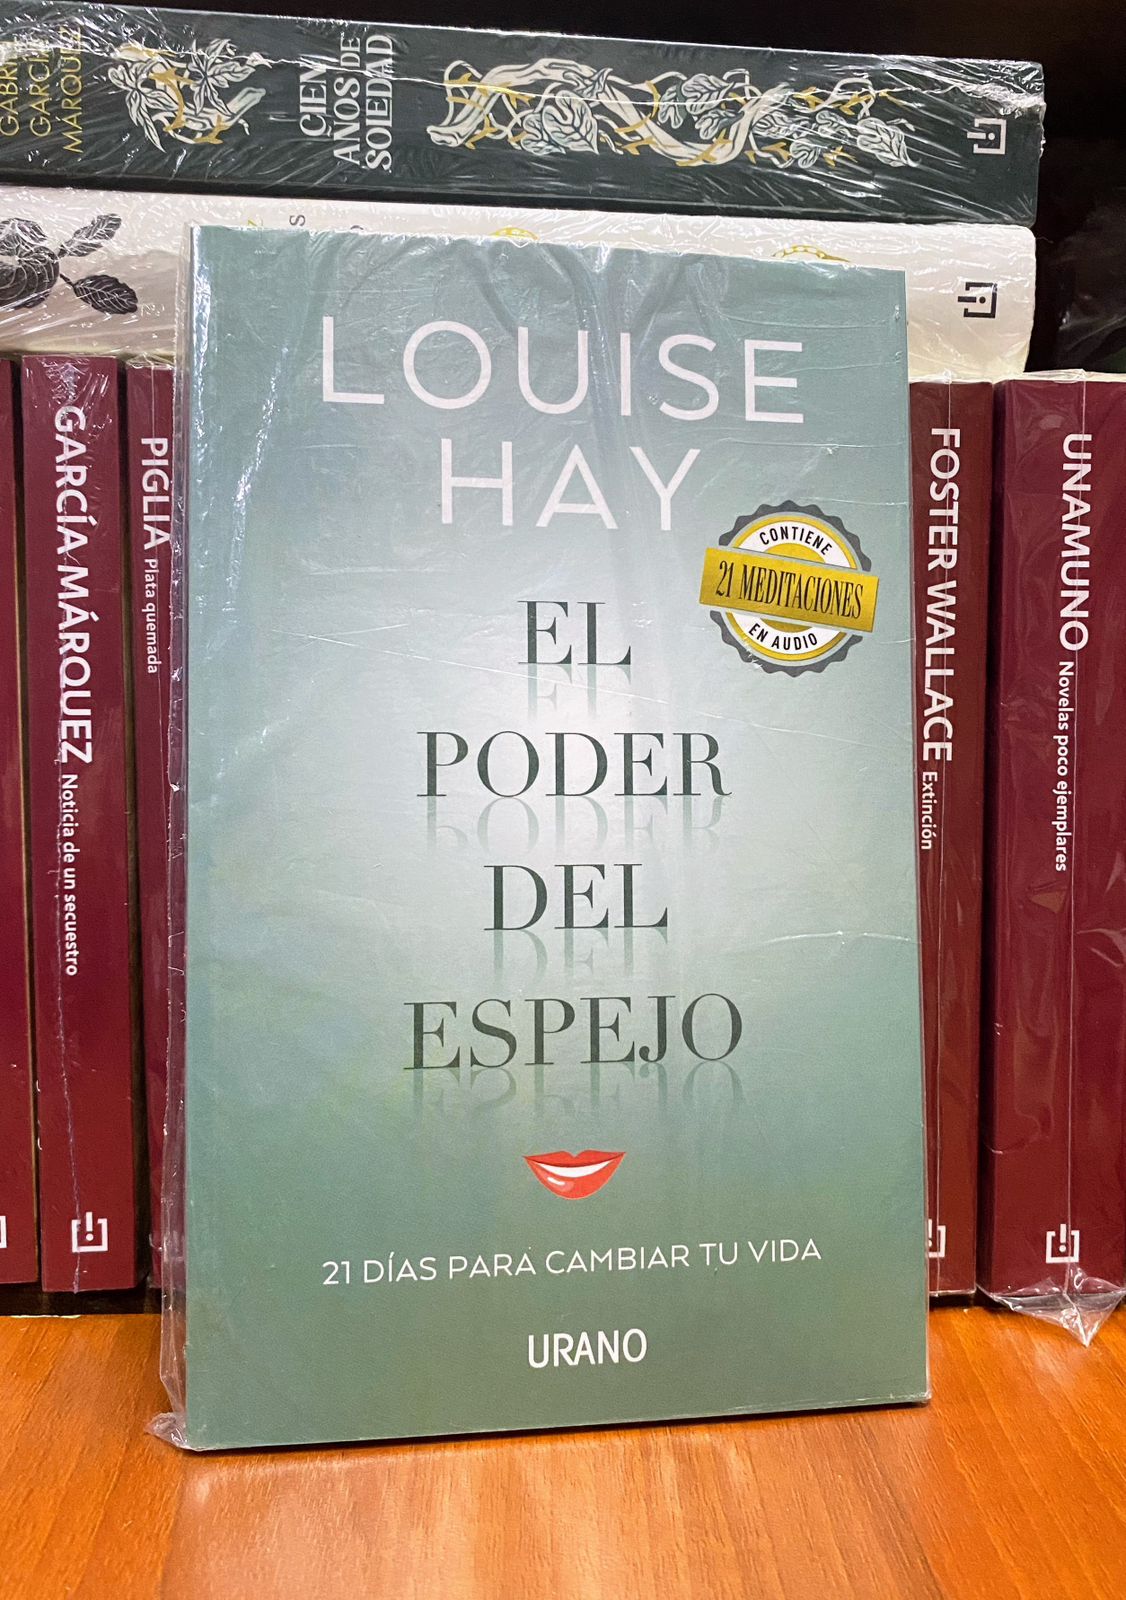 GABRIEL
GARCÍA
MÁRQUEZ
CIEN
AÑOS DE
SOLEDAD
LOUISE
HAY
CONTIENE
21 MEDITACIONES
EN AUDIO
EL
PODER
DEL
ESPEJO
21 DÍAS PARA CAMBIAR TU VIDA
URANO
GARCÍA MÁRQUEZ Noticia de un secuestro
PIGLIA Plata quemada
FOSTER WALLACE Extinción
UNAMUNO Novelas poco ejemplares